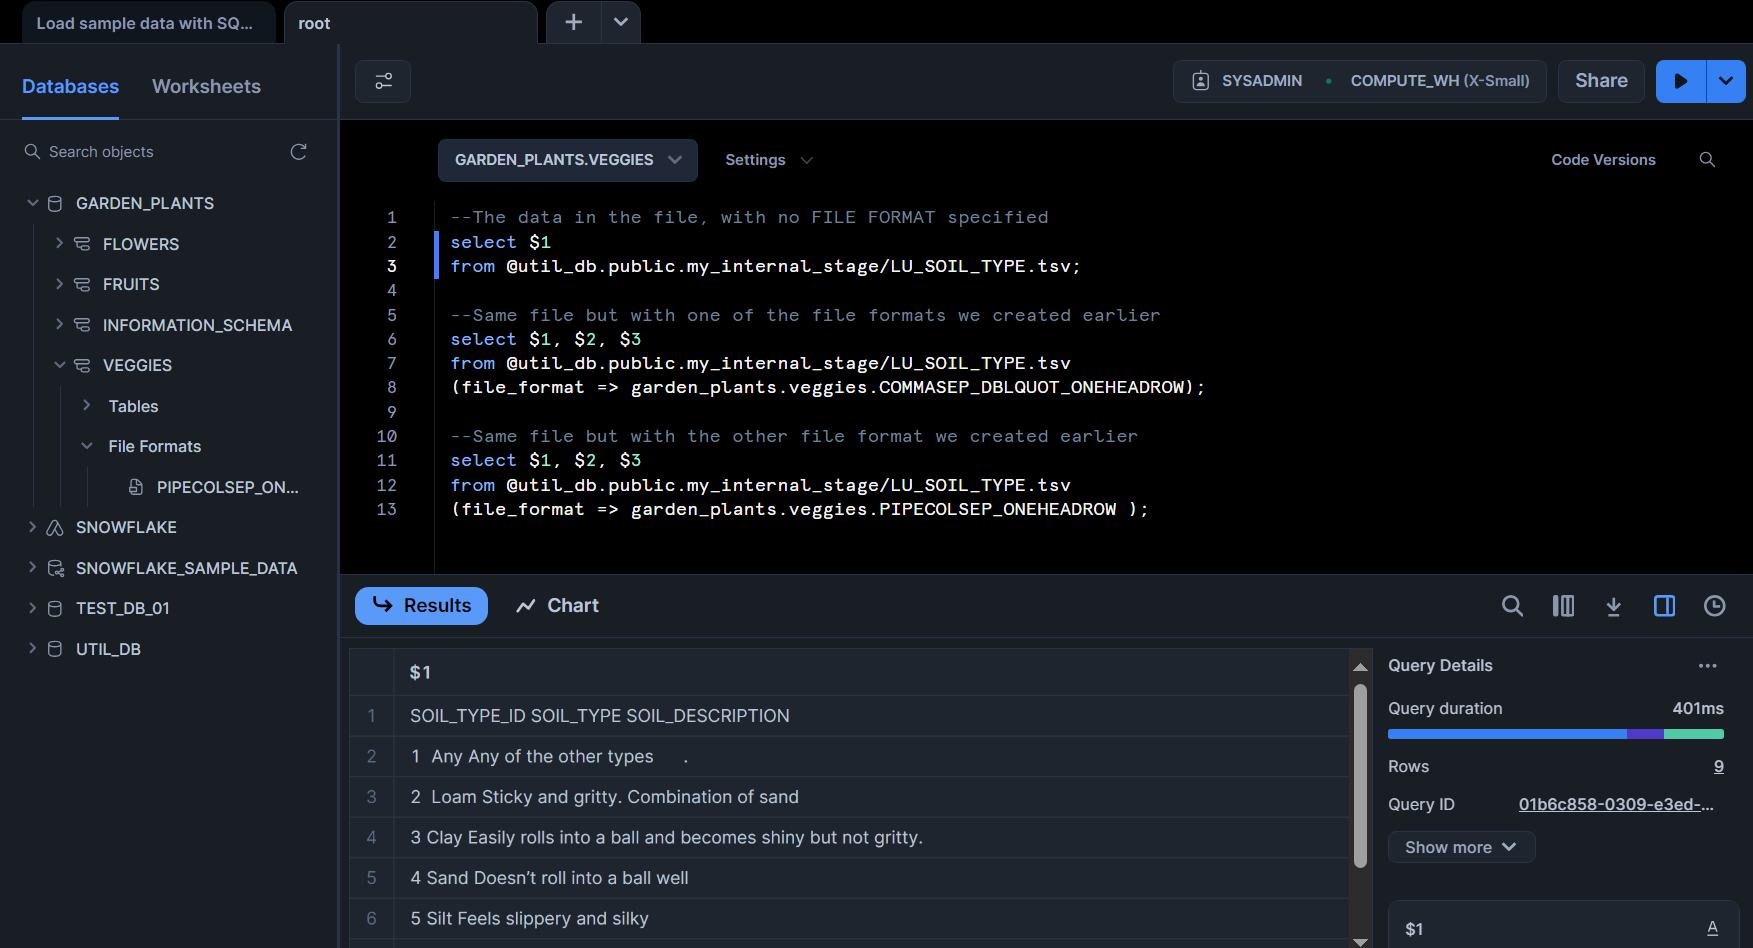 Load sample data with SQ...
root
Databases
Worksheets
SYSADMIN
COMPUTE_WH (X-Small)
Share
Search objects
GARDEN_PLANTS
FLOWERS
FRUITS
INFORMATION_SCHEMA
VEGGIES
Tables
File Formats
PIPECOLSEP_ON...
SNOWFLAKE
SNOWFLAKE_SAMPLE_DATA
TEST_DB_01
UTIL_DB
GARDEN_PLANTS.VEGGIES
Settings
Code Versions
1 --The data in the file, with no FILE FORMAT specified
2 select $1
3 from @util_db.public.my_internal_stage/LU_SOIL_TYPE.tsv;
4
5 --Same file but with one of the file formats we created earlier
6 select $1, $2, $3
7 from @util_db.public.my_internal_stage/LU_SOIL_TYPE.tsv
8 (file_format => garden_plants.veggies.COMMASEP_DBLQUOT_ONEHEADROW);
9
10 --Same file but with the other file format we created earlier
11 select $1, $2, $3
12 from @util_db.public.my_internal_stage/LU_SOIL_TYPE.tsv
13 (file_format => garden_plants.veggies.PIPECOLSEP_ONEHEADROW );
Results
Chart
$1
1 SOIL_TYPE_ID SOIL_TYPE SOIL_DESCRIPTION
2 1 Any Any of the other types .
3 2 Loam Sticky and gritty. Combination of sand
4 3 Clay Easily rolls into a ball and becomes shiny but not gritty.
5 4 Sand Doesn't roll into a ball well
6 5 Silt Feels slippery and silky
Query Details
...
Query duration 401ms
Rows 9
Query ID 01b6c858-0309-e3ed-...
Show more
$1 A